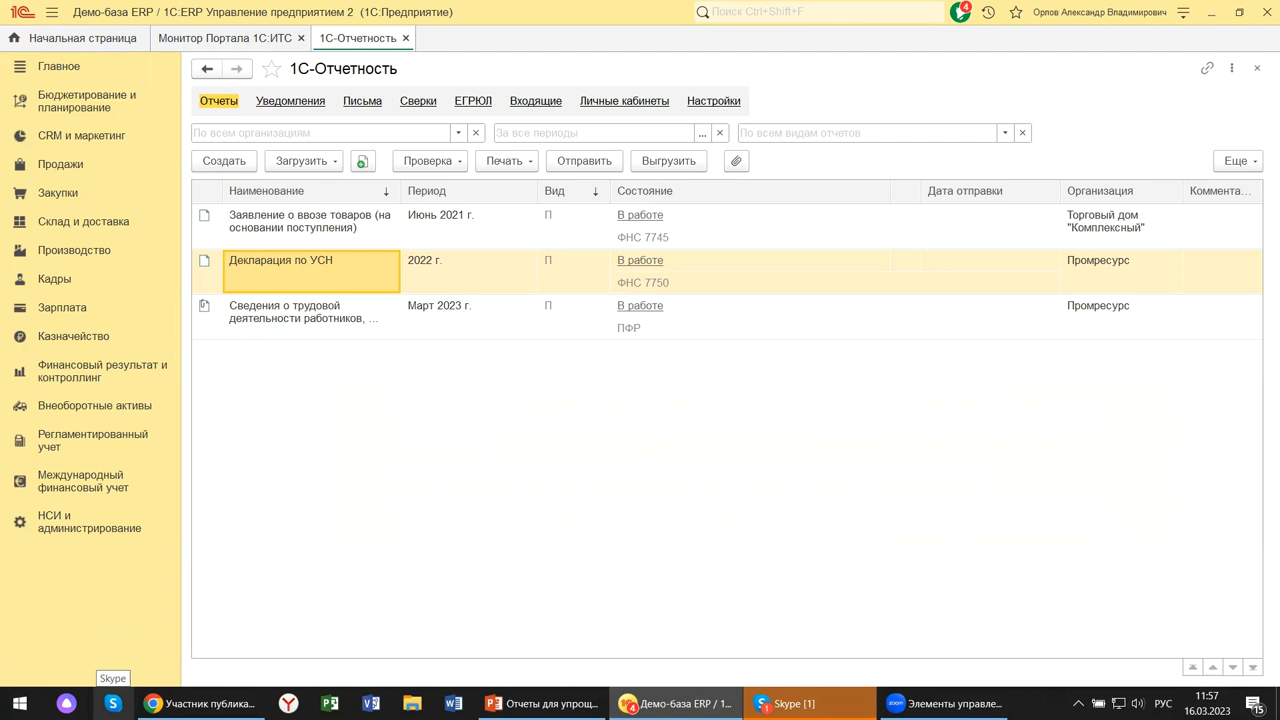 Демо-база ERP / 1С:ERP Управление предприятием 2 (1С:Предприятие)
Поиск Ctrl+Shift+F
4
Орлов Александр Владимирович
Начальная страница
Монитор Портала 1С:ИТС ×
1С-Отчетность ×
Главное
Бюджетирование и
планирование
CRM и маркетинг
Продажи
Закупки
Склад и доставка
Производство
Кадры
Зарплата
Казначейство
Финансовый результат и
контроллинг
Внеоборотные активы
Регламентированный
учет
Международный
финансовый учет
НСИ и
администрирование
1С-Отчетность
Отчеты Уведомления Письма Сверки ЕГРЮЛ Входящие Личные кабинеты Настройки
По всем организациям
За все периоды
...
По всем видам отчетов
Создать Загрузить Проверка Печать Отправить Выгрузить Еще
Наименование Период Вид Состояние Дата отправки Организация Коммента...
Заявление о ввозе товаров (на
основании поступления)
Июнь 2021 г.
П
В работе
ФНС 7745
Торговый дом
"Комплексный"
Декларация по УСН
2022 г.
П
В работе
ФНС 7750
Промресурс
Сведения о трудовой
деятельности работников, ...
Март 2023 г.
П
В работе
ПФР
Промресурс
Skype
Участник публика...
Отчеты для упрощ...
4
Демо-база ERP / 1...
1
Skype [1]
zoom
Элементы управле...
РУС
11:57
16.03.2023
15